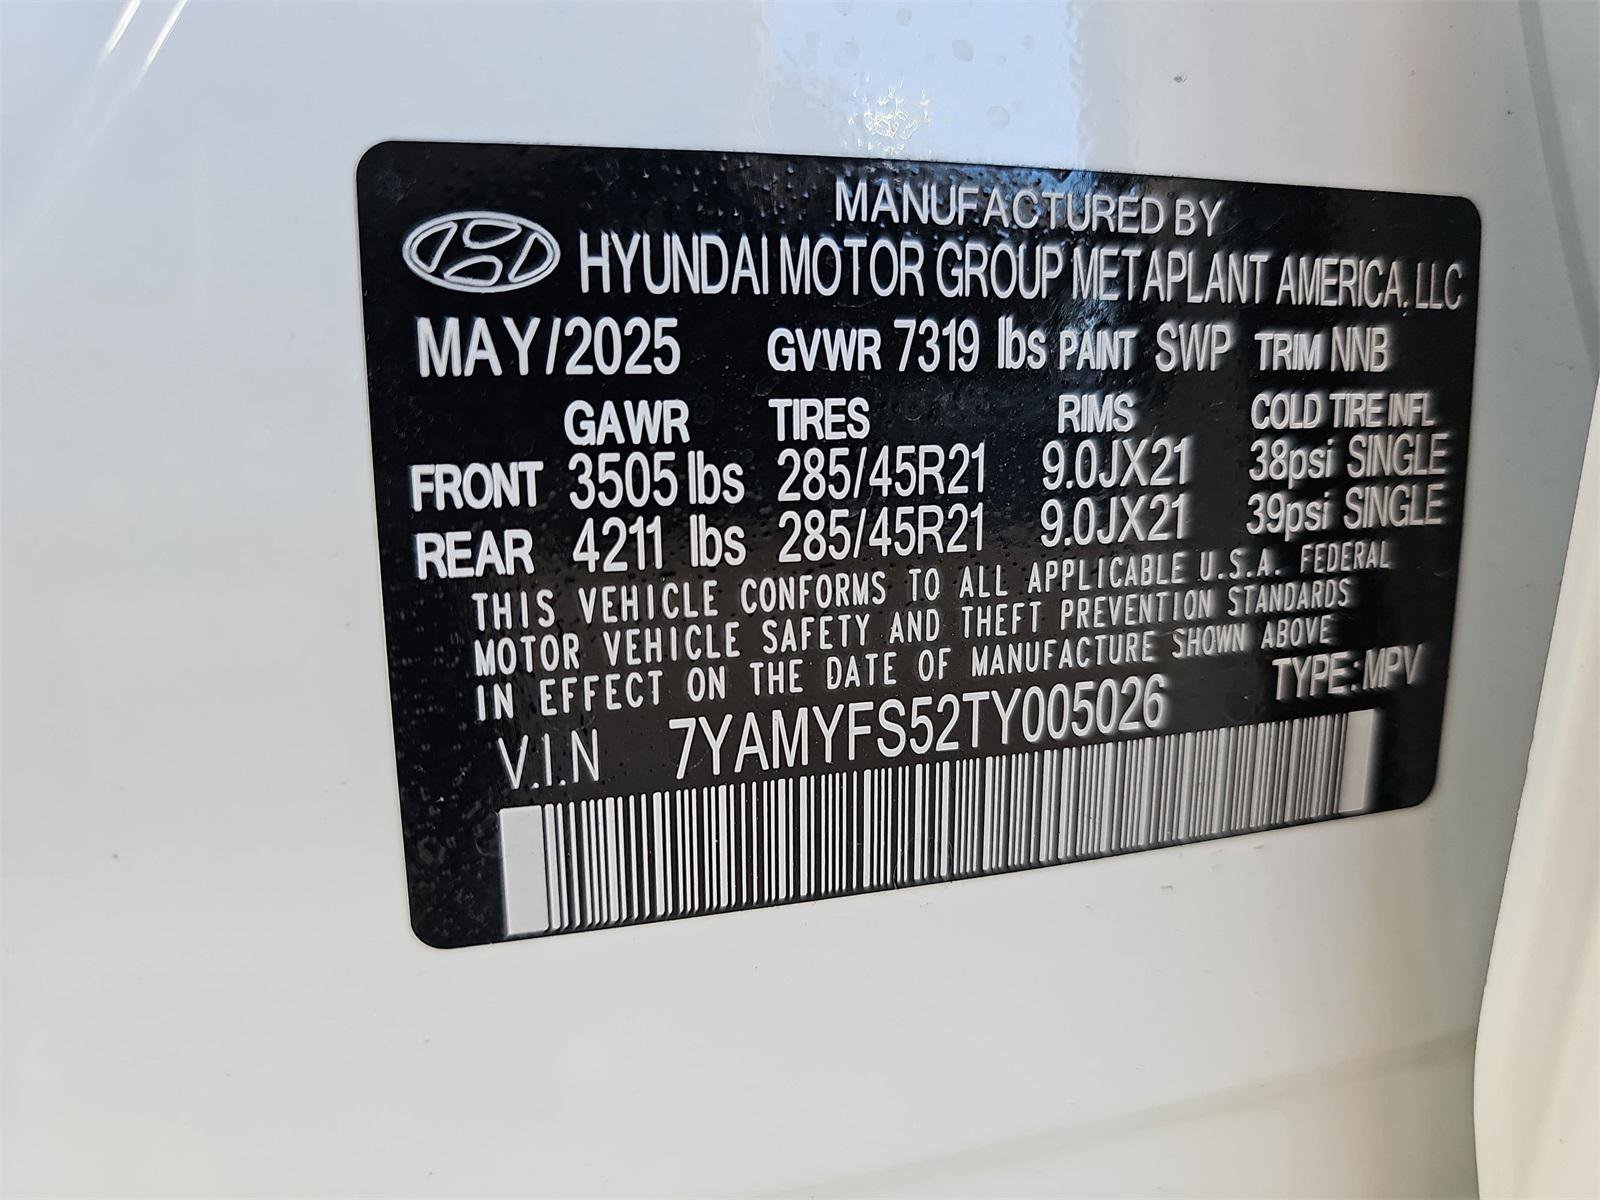 MANUFACTURED BY
HYUNDAI MOTOR GROUP METAPLANT AMERICA, LLC
MAY/2025 GVWR 7319 lbs PAINT SWP TRIM NNB
GAWR TIRES RIMS COLD TIRE INFL
FRONT 3505 lbs 285/45R21 9.0JX21 38psi SINGLE
REAR 4211 lbs 285/45R21 9.0JX21 39psi SINGLE
THIS VEHICLE CONFORMS TO ALL APPLICABLE U.S.A. FEDERAL
MOTOR VEHICLE SAFETY AND THEFT PREVENTION STANDARDS
IN EFFECT ON THE DATE OF MANUFACTURE SHOWN ABOVE
TYPE: MPV
V.I.N 7YAMYFS52TY005026